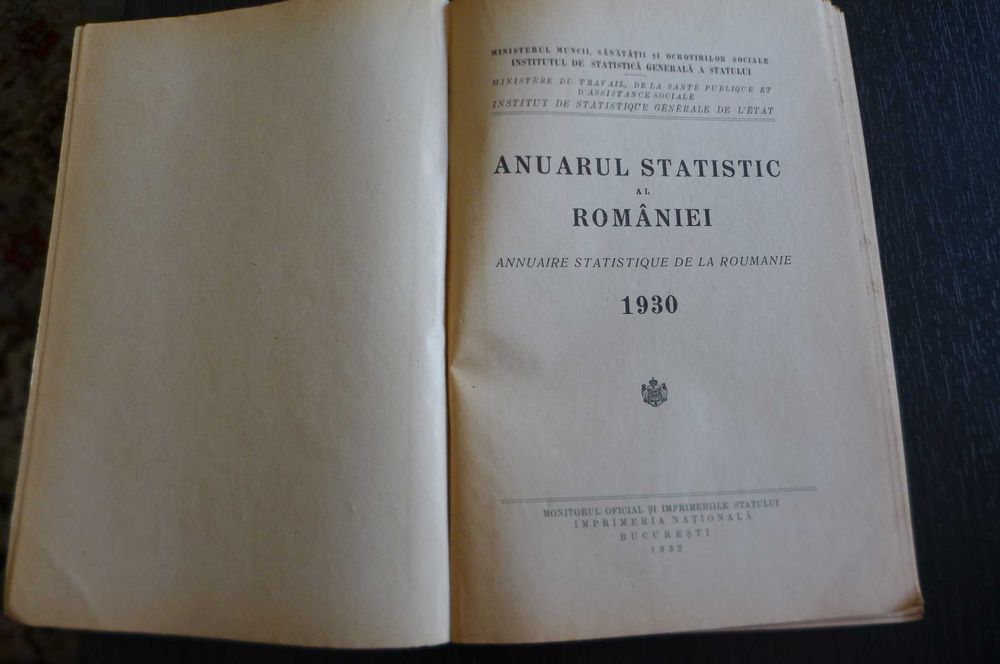 MINISTERUL MUNCII, SĂNĂTĂȚII ȘI OCROTIRILOR SOCIALE
INSTITUTUL DE STATISTICĂ GENERALĂ A STATULUI
MINISTÈRE DU TRAVAIL, DE LA SANTÉ PUBLIQUE ET
D'ASSISTANCE SOCIALE
INSTITUT DE STATISTIQUE GÉNÉRALE DE L'ÉTAT
ANUARUL STATISTIC
AL
ROMÂNIEI
ANNUAIRE STATISTIQUE DE LA ROUMANIE
1930
MONITORUL OFICIAL ȘI IMPRIMERIILE STATULUI
IMPRIMERIA NAȚIONALĂ
BUCUREȘTI
1932